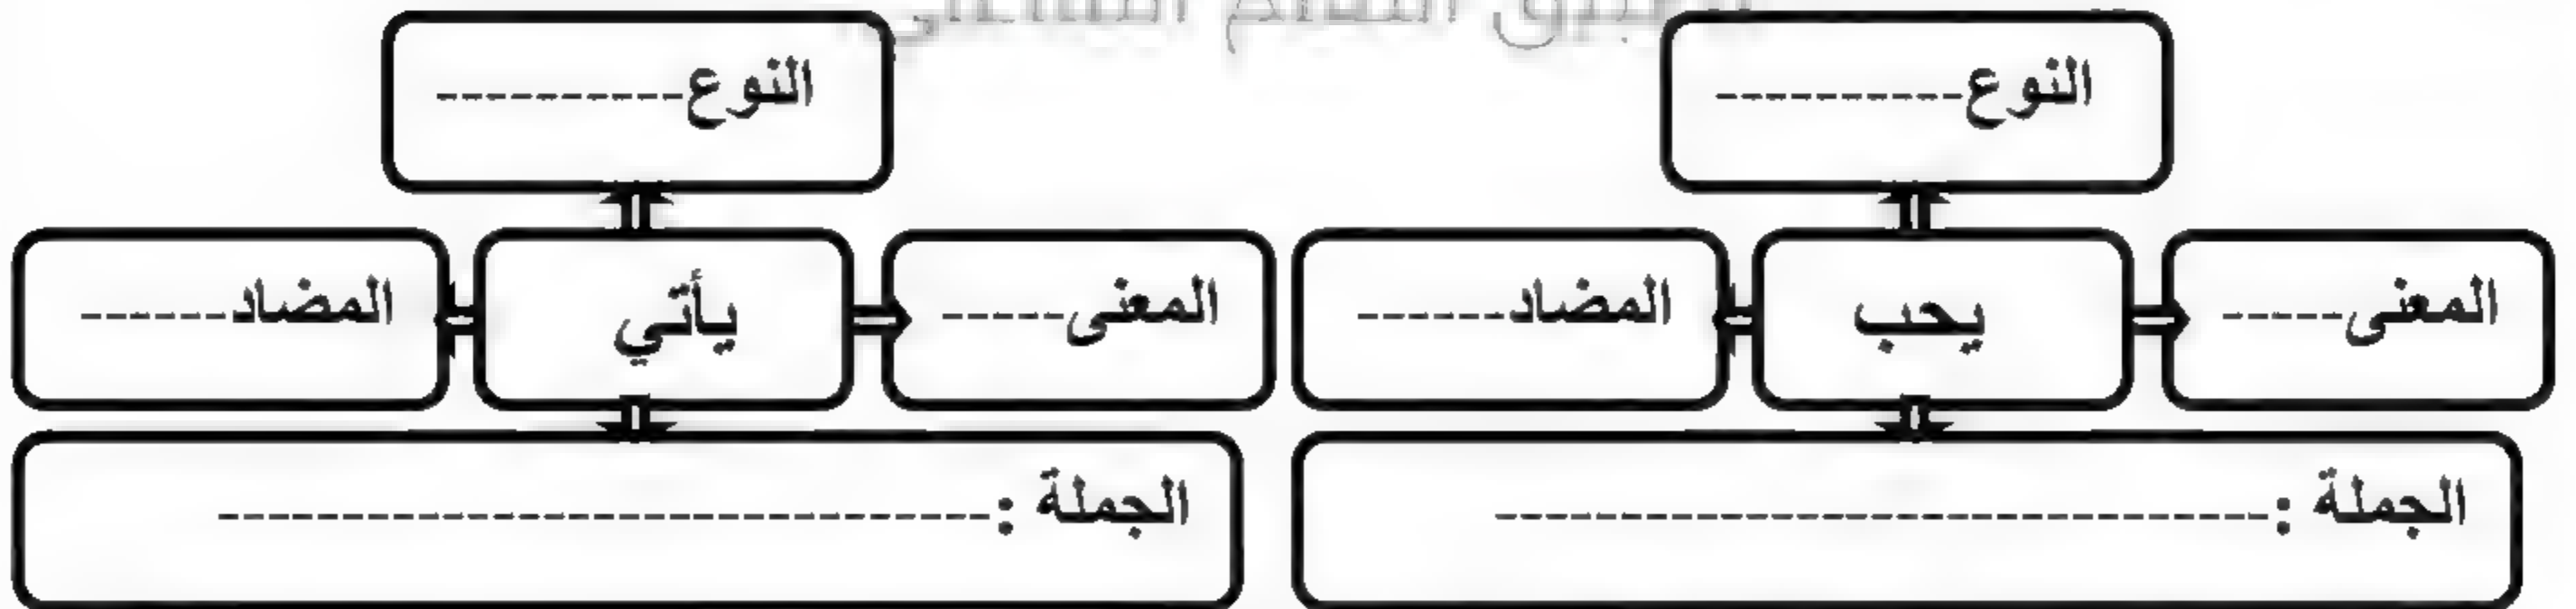 النوع---------- النوع----------
المعنى----- يحب المضاد------ المعنى----- يأتي المضاد------
الجملة :------------------------------- الجملة :-------------------------------